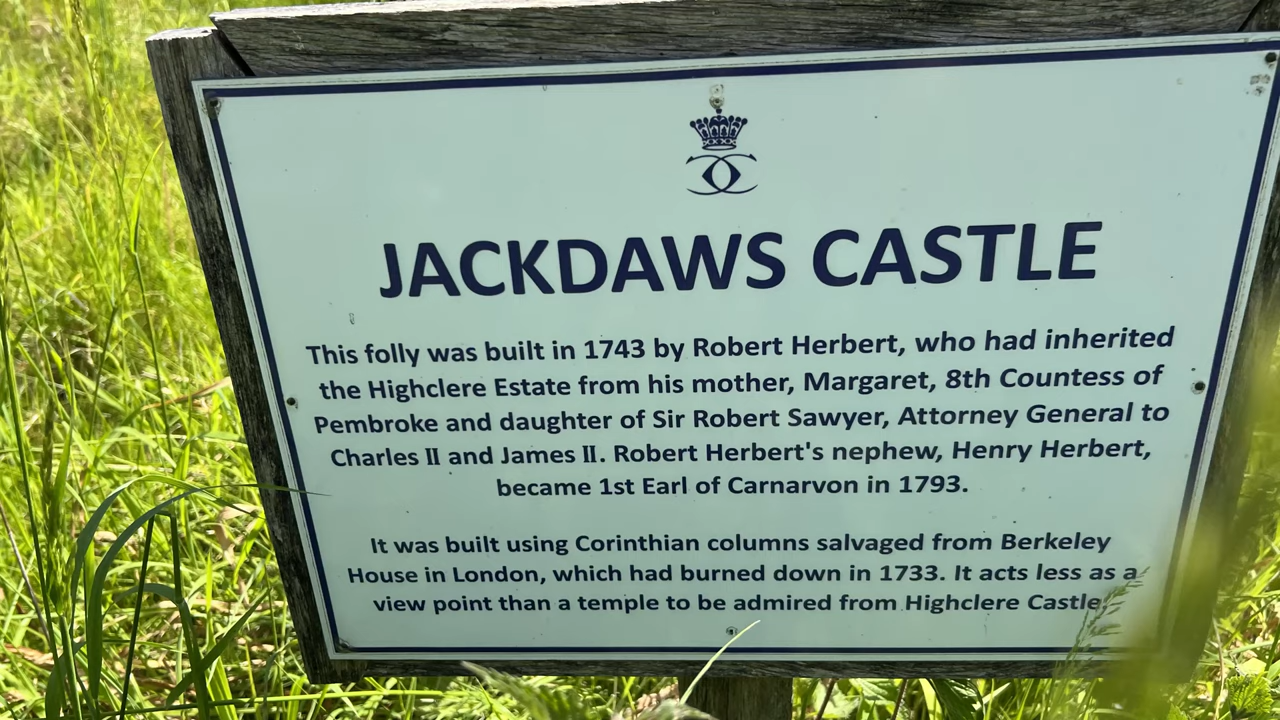 JACKDAWS CASTLE
This folly was built in 1743 by Robert Herbert, who had inherited
the Highclere Estate from his mother, Margaret, 8th Countess of
Pembroke and daughter of Sir Robert Sawyer, Attorney General to
Charles II and James II. Robert Herbert's nephew, Henry Herbert,
became 1st Earl of Carnarvon in 1793.
It was built using Corinthian columns salvaged from Berkeley
House in London, which had burned down in 1733. It acts less as a
view point than a temple to be admired from Highclere Castle.